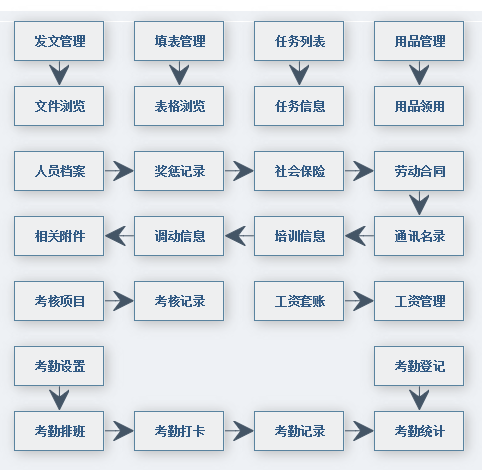 发文管理 填表管理 任务列表 用品管理
文件浏览 表格浏览 任务信息 用品领用
人员档案 奖惩记录 社会保险 劳动合同
相关附件 调动信息 培训信息 通讯名录
考核项目 考核记录 工资套账 工资管理
考勤设置 考勤登记
考勤排班 考勤打卡 考勤记录 考勤统计